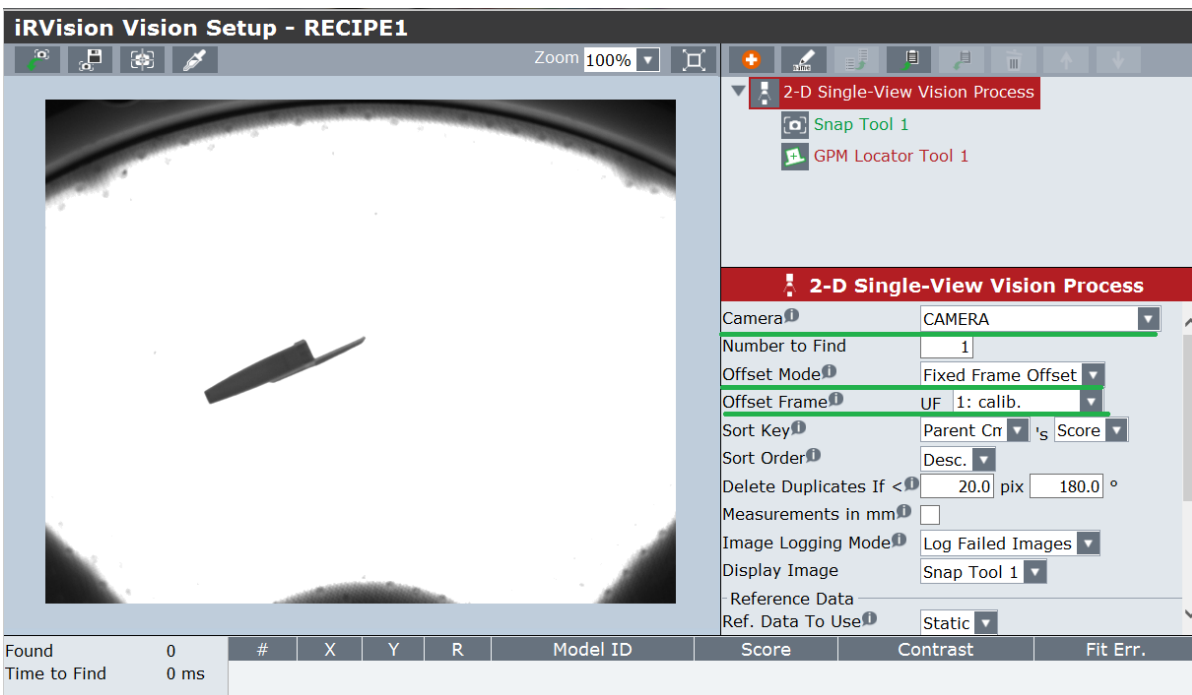 iRVision Vision Setup - RECIPE1
Zoom 100%
2-D Single-View Vision Process
Snap Tool 1
GPM Locator Tool 1
2-D Single-View Vision Process
Camera CAMERA
Number to Find 1
Offset Mode Fixed Frame Offset
Offset Frame UF 1: calib.
Sort Key Parent Cm 's Score
Sort Order Desc.
Delete Duplicates If < 20.0 pix 180.0 °
Measurements in mm
Image Logging Mode Log Failed Images
Display Image Snap Tool 1
Reference Data
Ref. Data To Use Static
Found 0 # X Y R Model ID Score Contrast Fit Err.
Time to Find 0 ms